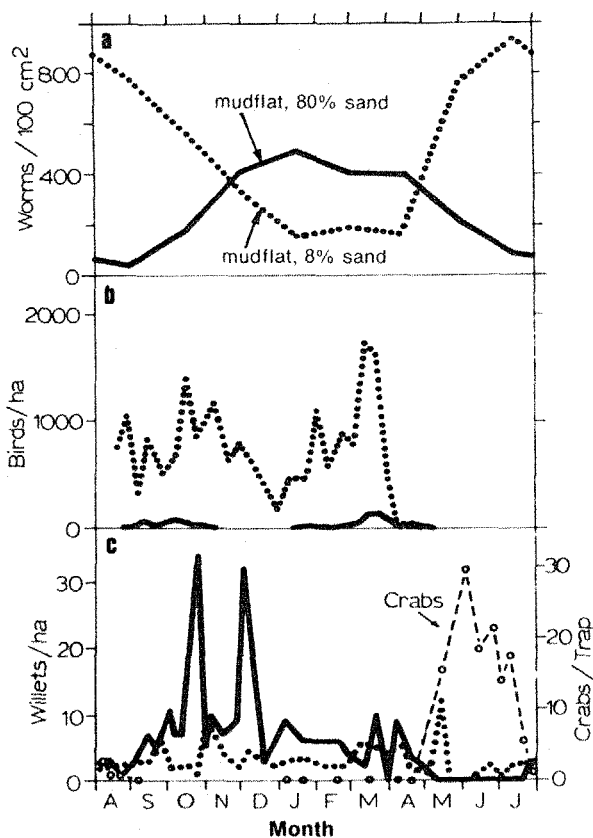 a
800
400
0
Worms / 100 cm2
mudflat, 80% sand
mudflat, 8% sand
b
2000
1000
0
Birds/ha
c
30
20
10
0
Willets/ha
Crabs
30
20
10
0
Crabs / Trap
A S O N D J F M A M J J
Month